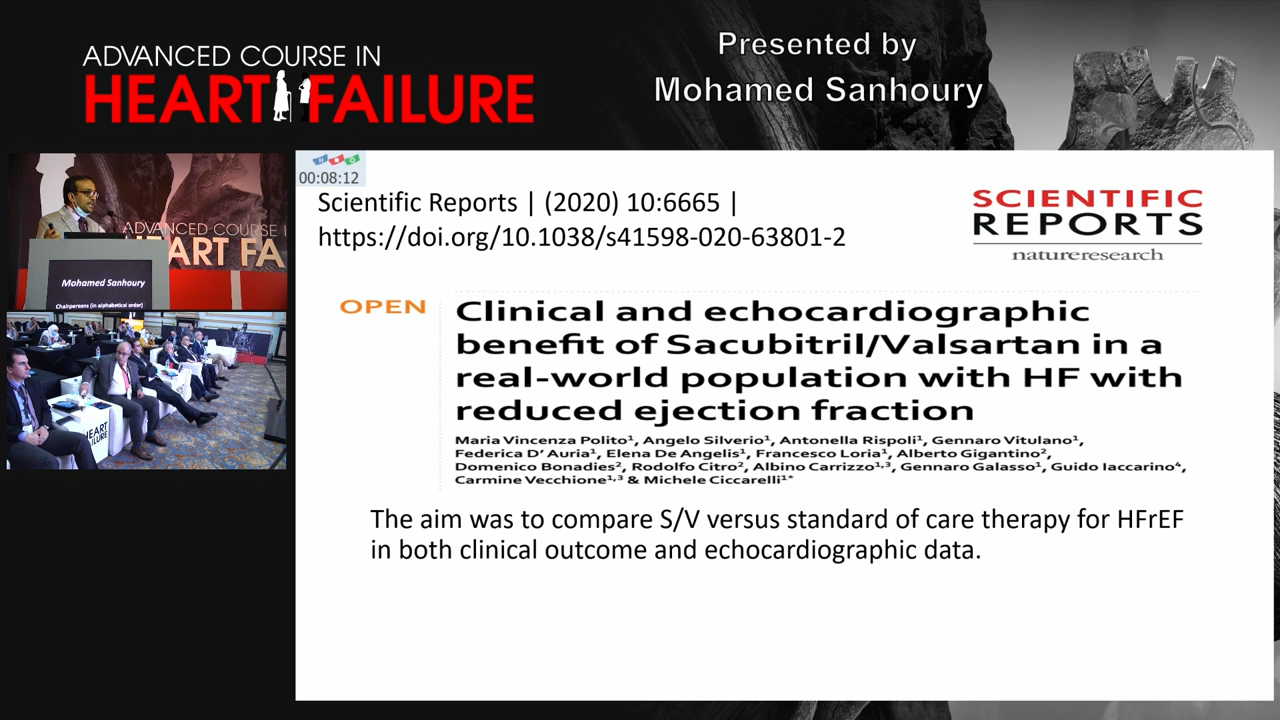 ADVANCED COURSE IN
HEART FAILURE
Presented by
Mohamed Sanhoury
00:08:12
Scientific Reports | (2020) 10:6665 |
https://doi.org/10.1038/s41598-020-63801-2
SCIENTIFIC
REPORTS
natureresearch
OPEN
Clinical and echocardiographic
benefit of Sacubitril/Valsartan in a
real-world population with HF with
reduced ejection fraction
Maria Vincenza Polito¹, Angelo Silverio¹, Antonella Rispoli¹, Gennaro Vitulano¹,
Federica D’ Auria¹, Elena De Angelis¹, Francesco Loria¹, Alberto Gigantino²,
Domenico Bonadies², Rodolfo Citro², Albino Carrizzo¹,³, Gennaro Galasso¹, Guido Iaccarino⁴,
Carmine Vecchione¹,³ & Michele Ciccarelli¹*
The aim was to compare S/V versus standard of care therapy for HFrEF
in both clinical outcome and echocardiographic data.
ADVANCED COURSE
HEART FA
Mohamed Sanhoury
Chairpersons (in alphabetical order)
HEART
FAILURE